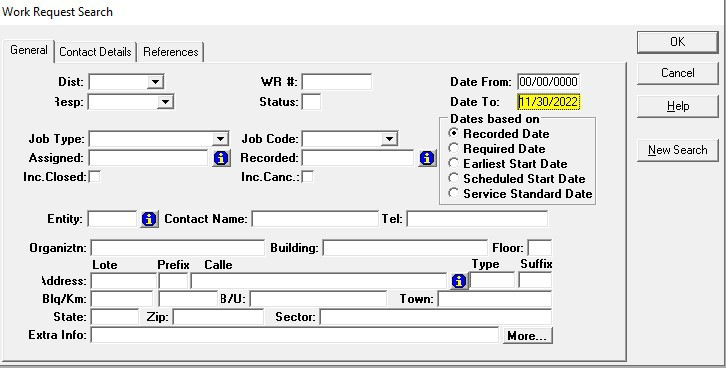 Work Request Search
General Contact Details References
OK
Cancel
Help
New Search
Dist: WR #: Date From: 00/00/0000
Resp: Status: Date To: 11/30/2022
Dates based on
Recorded Date
Required Date
Earliest Start Date
Scheduled Start Date
Service Standard Date
Job Type: Job Code:
Assigned: Recorded:
Inc.Closed: Inc.Canc.:
Entity: Contact Name: Tel:
Organiztn: Building: Floor:
Lote Prefix Calle Type Suffix
Address:
Blq/Km: B/U: Town:
State: Zip: Sector:
Extra Info: More...